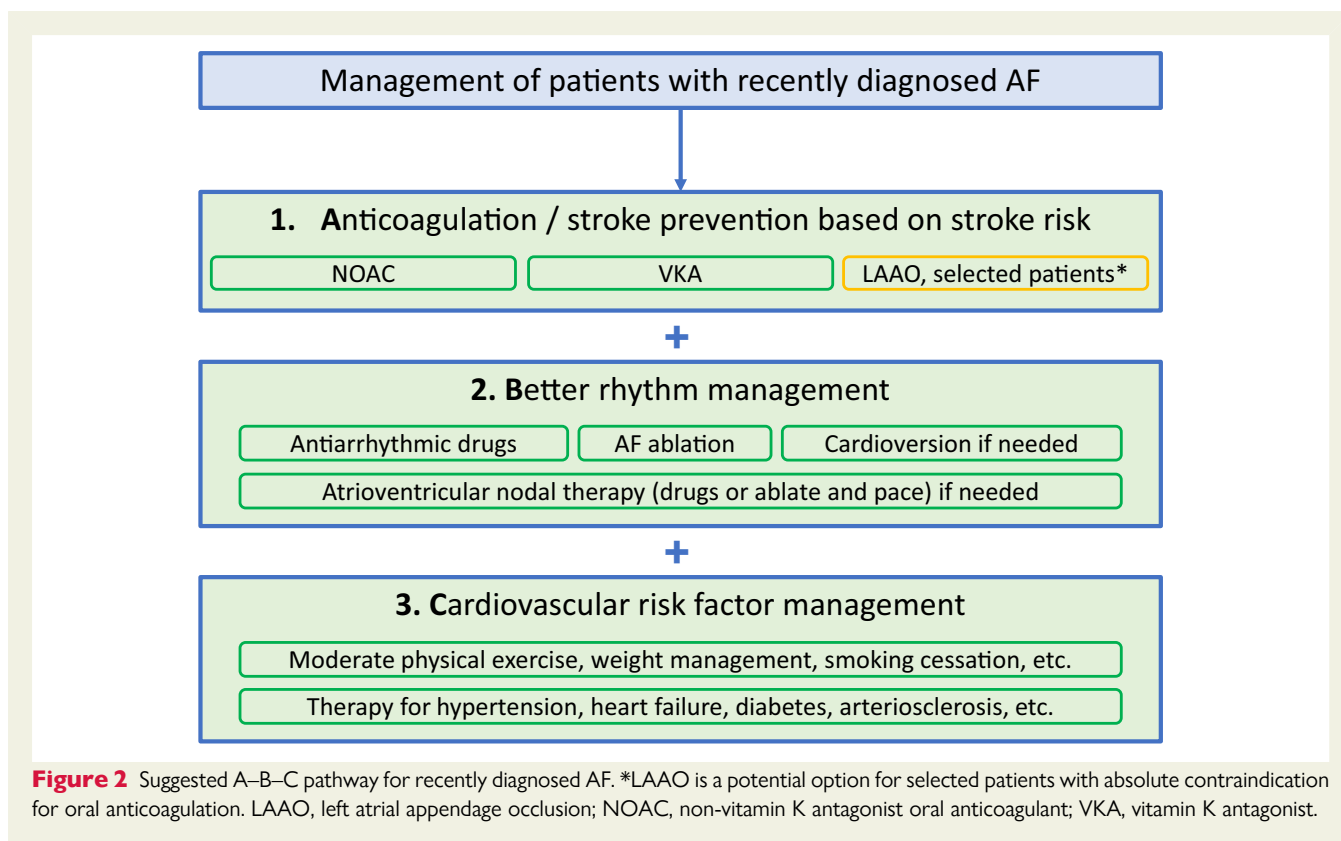 Management of patients with recently diagnosed AF
1. Anticoagulation / stroke prevention based on stroke risk
NOAC
VKA
LAAO, selected patients*
+
2. Better rhythm management
Antiarrhythmic drugs
AF ablation
Cardioversion if needed
Atrioventricular nodal therapy (drugs or ablate and pace) if needed
+
3. Cardiovascular risk factor management
Moderate physical exercise, weight management, smoking cessation, etc.
Therapy for hypertension, heart failure, diabetes, arteriosclerosis, etc.
Figure 2 Suggested A–B–C pathway for recently diagnosed AF. *LAAO is a potential option for selected patients with absolute contraindication
for oral anticoagulation. LAAO, left atrial appendage occlusion; NOAC, non-vitamin K antagonist oral anticoagulant; VKA, vitamin K antagonist.